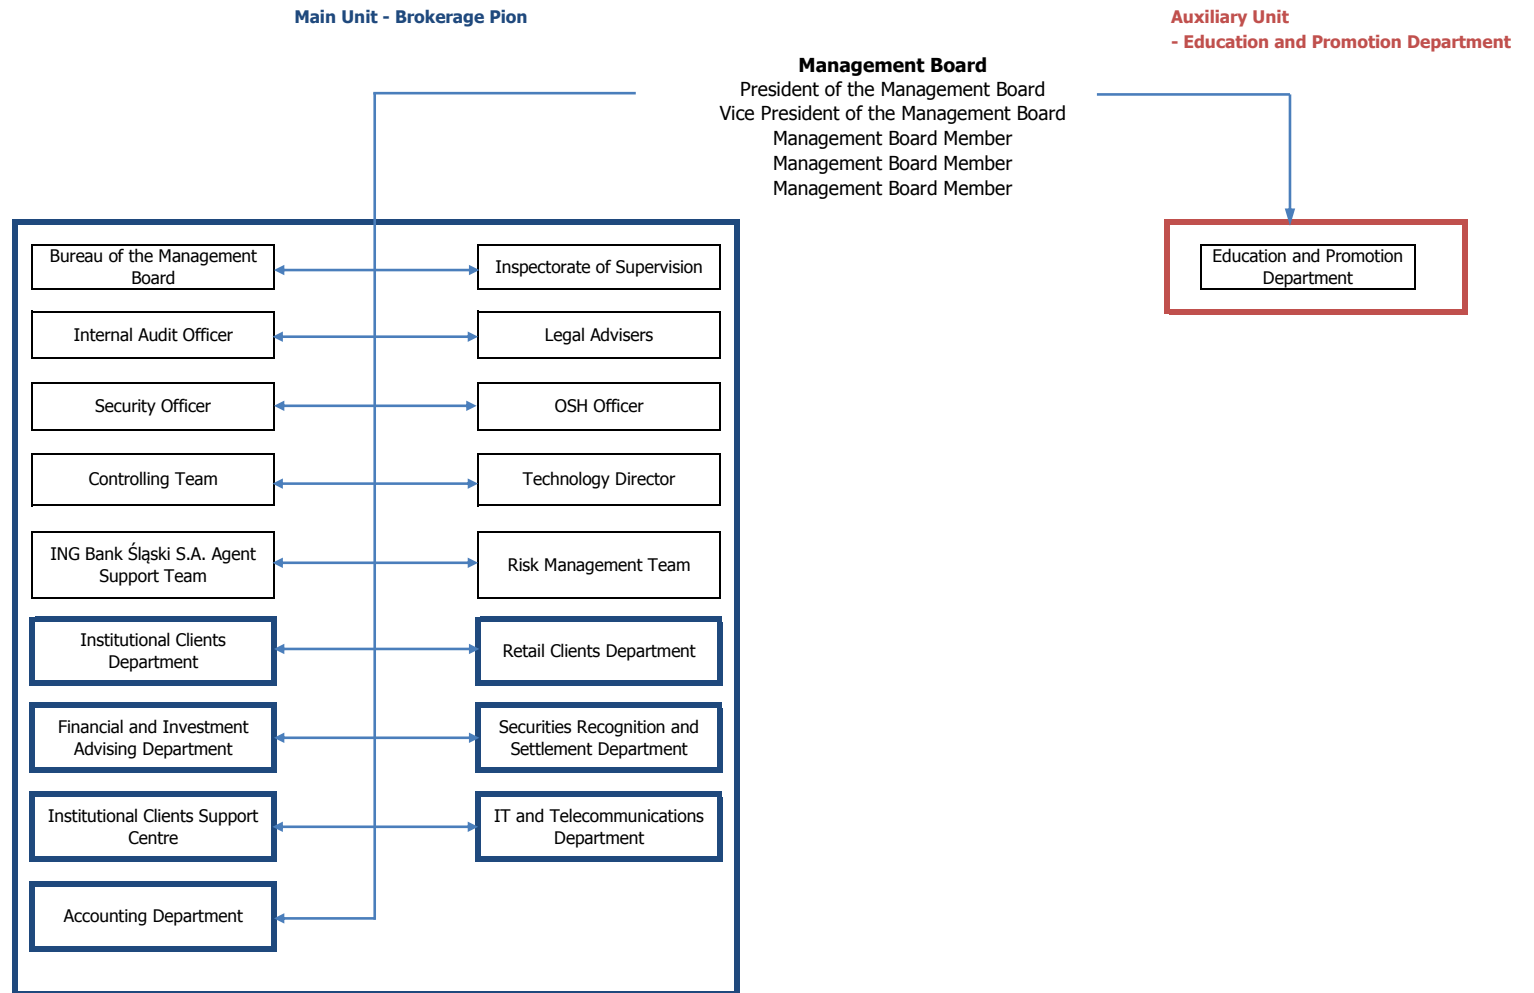 Main Unit - Brokerage Pion
Auxiliary Unit
- Education and Promotion Department
Management Board
President of the Management Board
Vice President of the Management Board
Management Board Member
Management Board Member
Management Board Member
Bureau of the Management
Board
Inspectorate of Supervision
Education and Promotion
Department
Internal Audit Officer
Legal Advisers
Security Officer
OSH Officer
Controlling Team
Technology Director
ING Bank Śląski S.A. Agent
Support Team
Risk Management Team
Institutional Clients
Department
Retail Clients Department
Financial and Investment
Advising Department
Securities Recognition and
Settlement Department
Institutional Clients Support
Centre
IT and Telecommunications
Department
Accounting Department